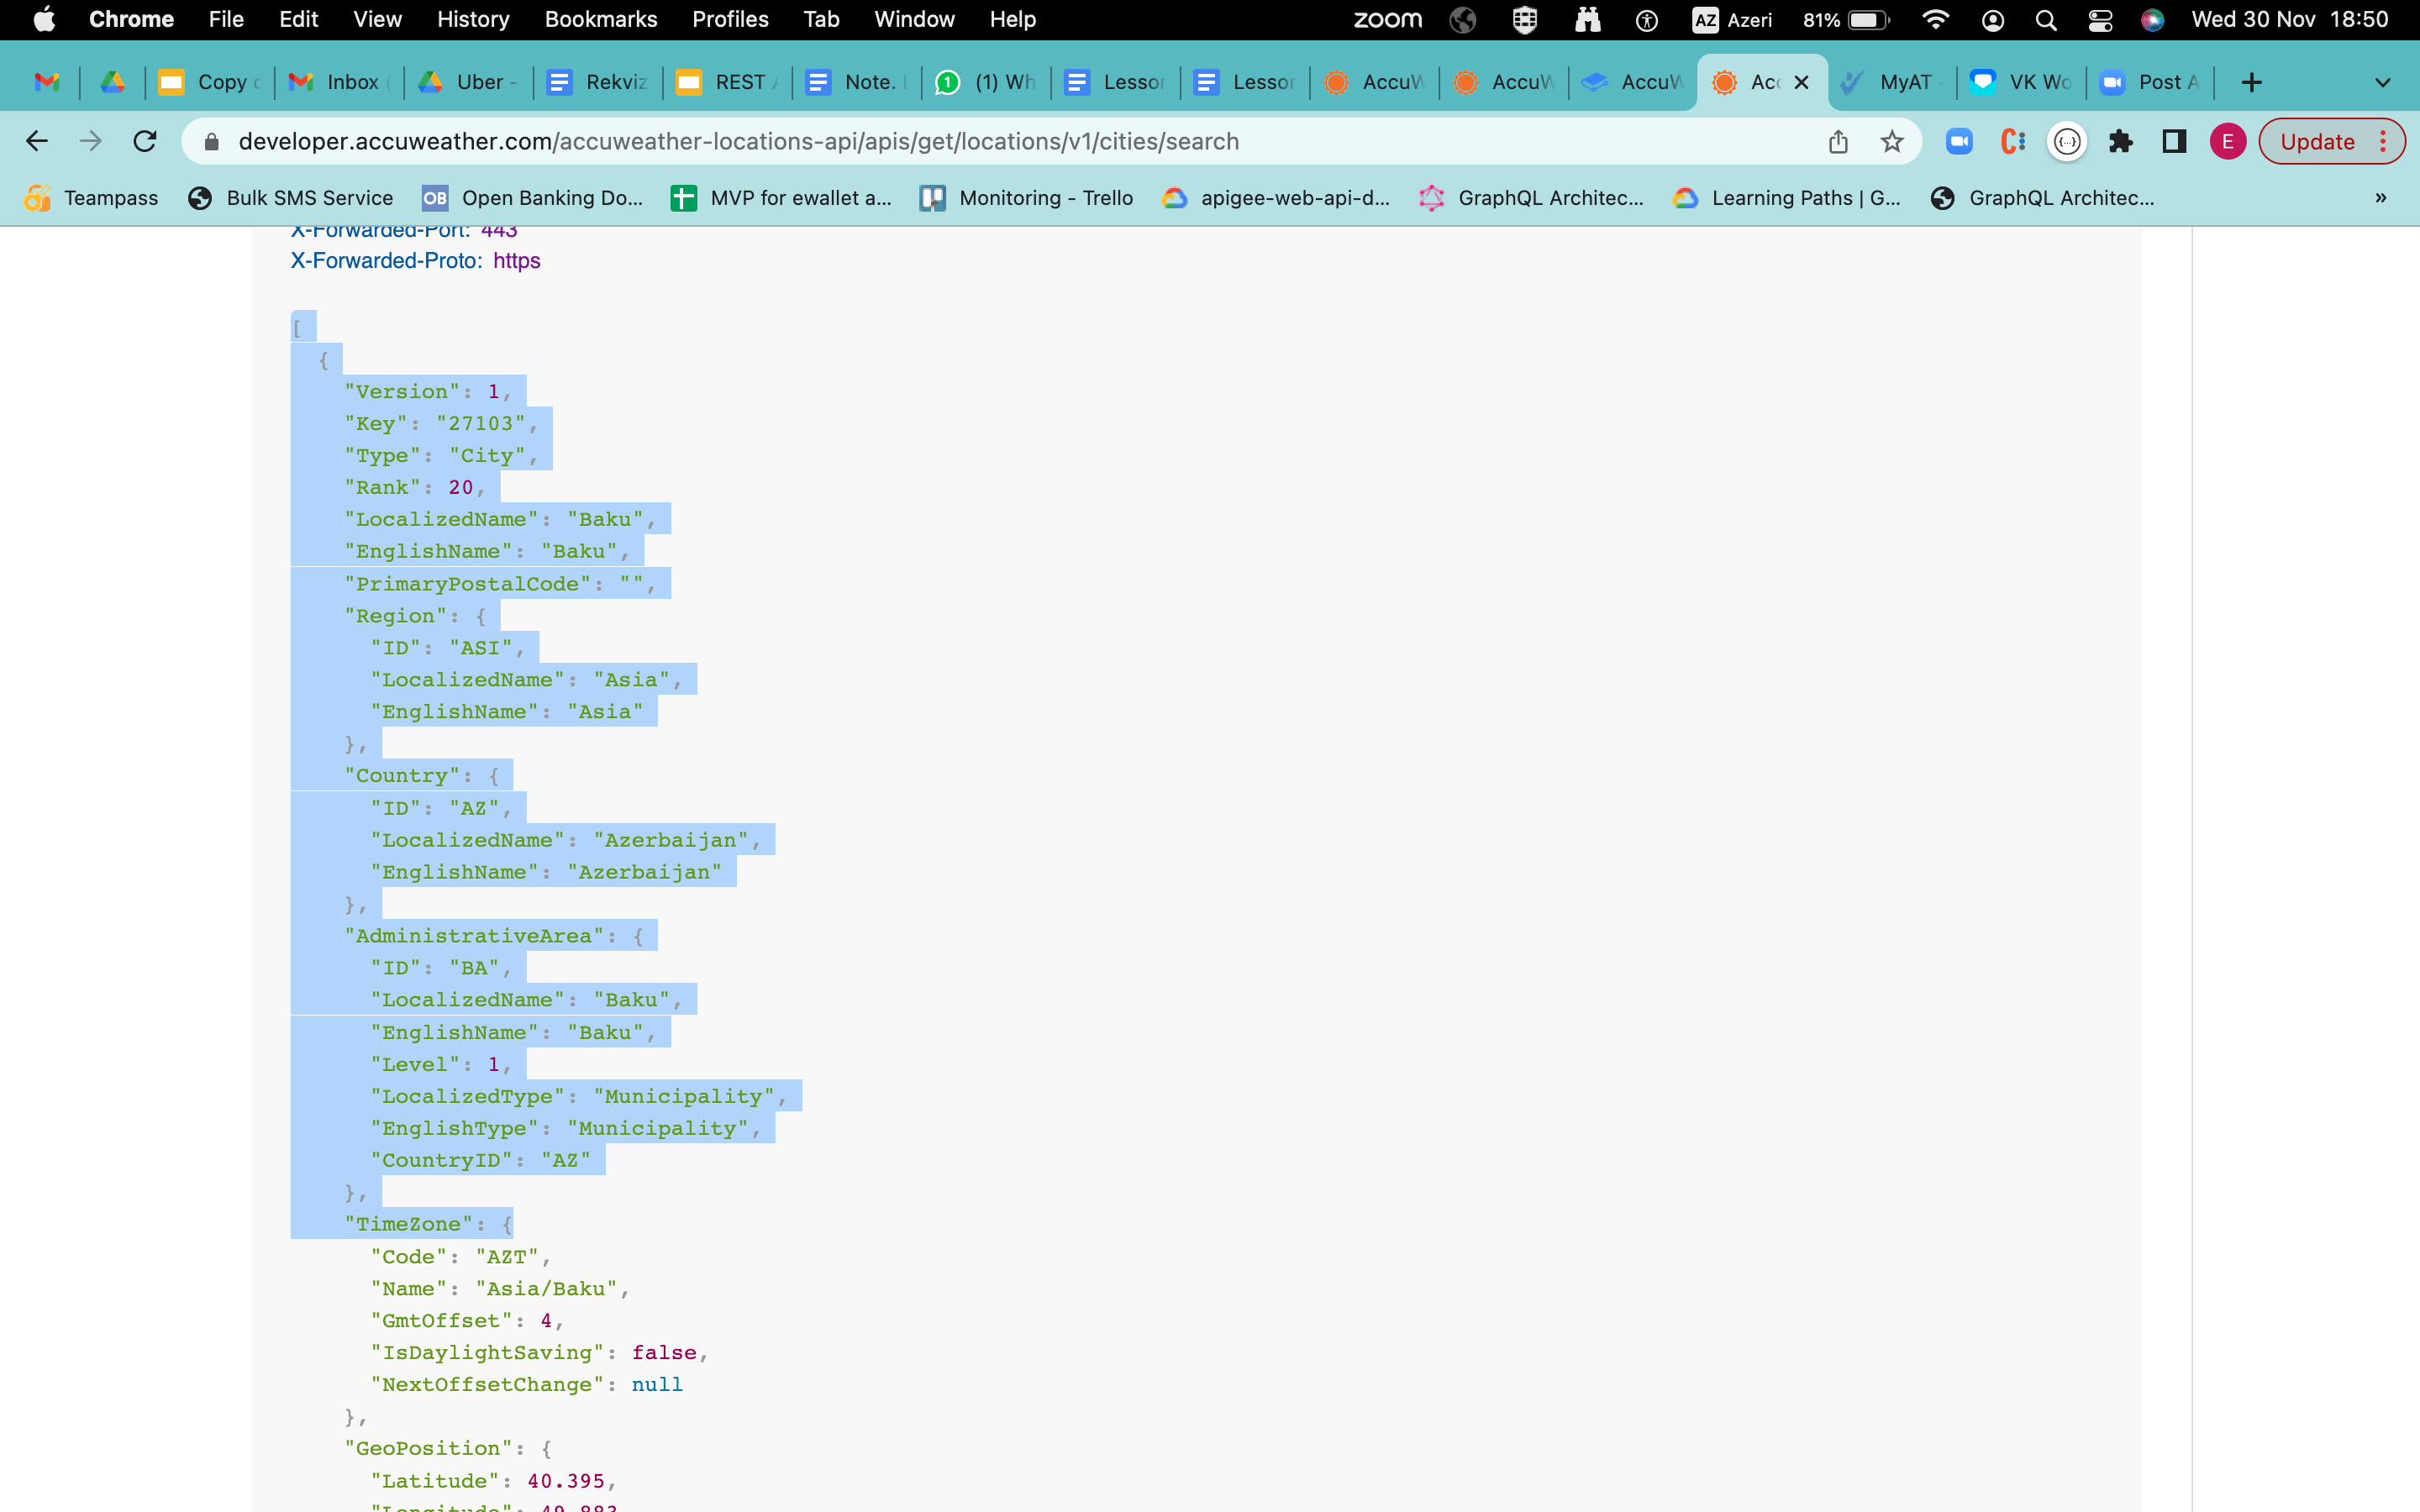 Chrome File Edit View History Bookmarks Profiles Tab Window Help zoom AZ Azeri 81% Wed 30 Nov 18:50
Copy Inbox Uber - Rekviz REST Note. 1 (1) Wh Lessor Lessor AccuW AccuW AccuW Acc MyAT - VK Wo Post A
developer.accuweather.com/accuweather-locations-api/apis/get/locations/v1/cities/search E Update
Teampass Bulk SMS Service OB Open Banking Do... MVP for ewallet a... Monitoring - Trello apigee-web-api-d... GraphQL Architec... Learning Paths | G... GraphQL Architec... »
X-Forwarded-Port: 443
X-Forwarded-Proto: https
[
{
"Version": 1,
"Key": "27103",
"Type": "City",
"Rank": 20,
"LocalizedName": "Baku",
"EnglishName": "Baku",
"PrimaryPostalCode": "",
"Region": {
"ID": "ASI",
"LocalizedName": "Asia",
"EnglishName": "Asia"
},
"Country": {
"ID": "AZ",
"LocalizedName": "Azerbaijan",
"EnglishName": "Azerbaijan"
},
"AdministrativeArea": {
"ID": "BA",
"LocalizedName": "Baku",
"EnglishName": "Baku",
"Level": 1,
"LocalizedType": "Municipality",
"EnglishType": "Municipality",
"CountryID": "AZ"
},
"TimeZone": {
"Code": "AZT",
"Name": "Asia/Baku",
"GmtOffset": 4,
"IsDaylightSaving": false,
"NextOffsetChange": null
},
"GeoPosition": {
"Latitude": 40.395,
"Longitude": 49.883